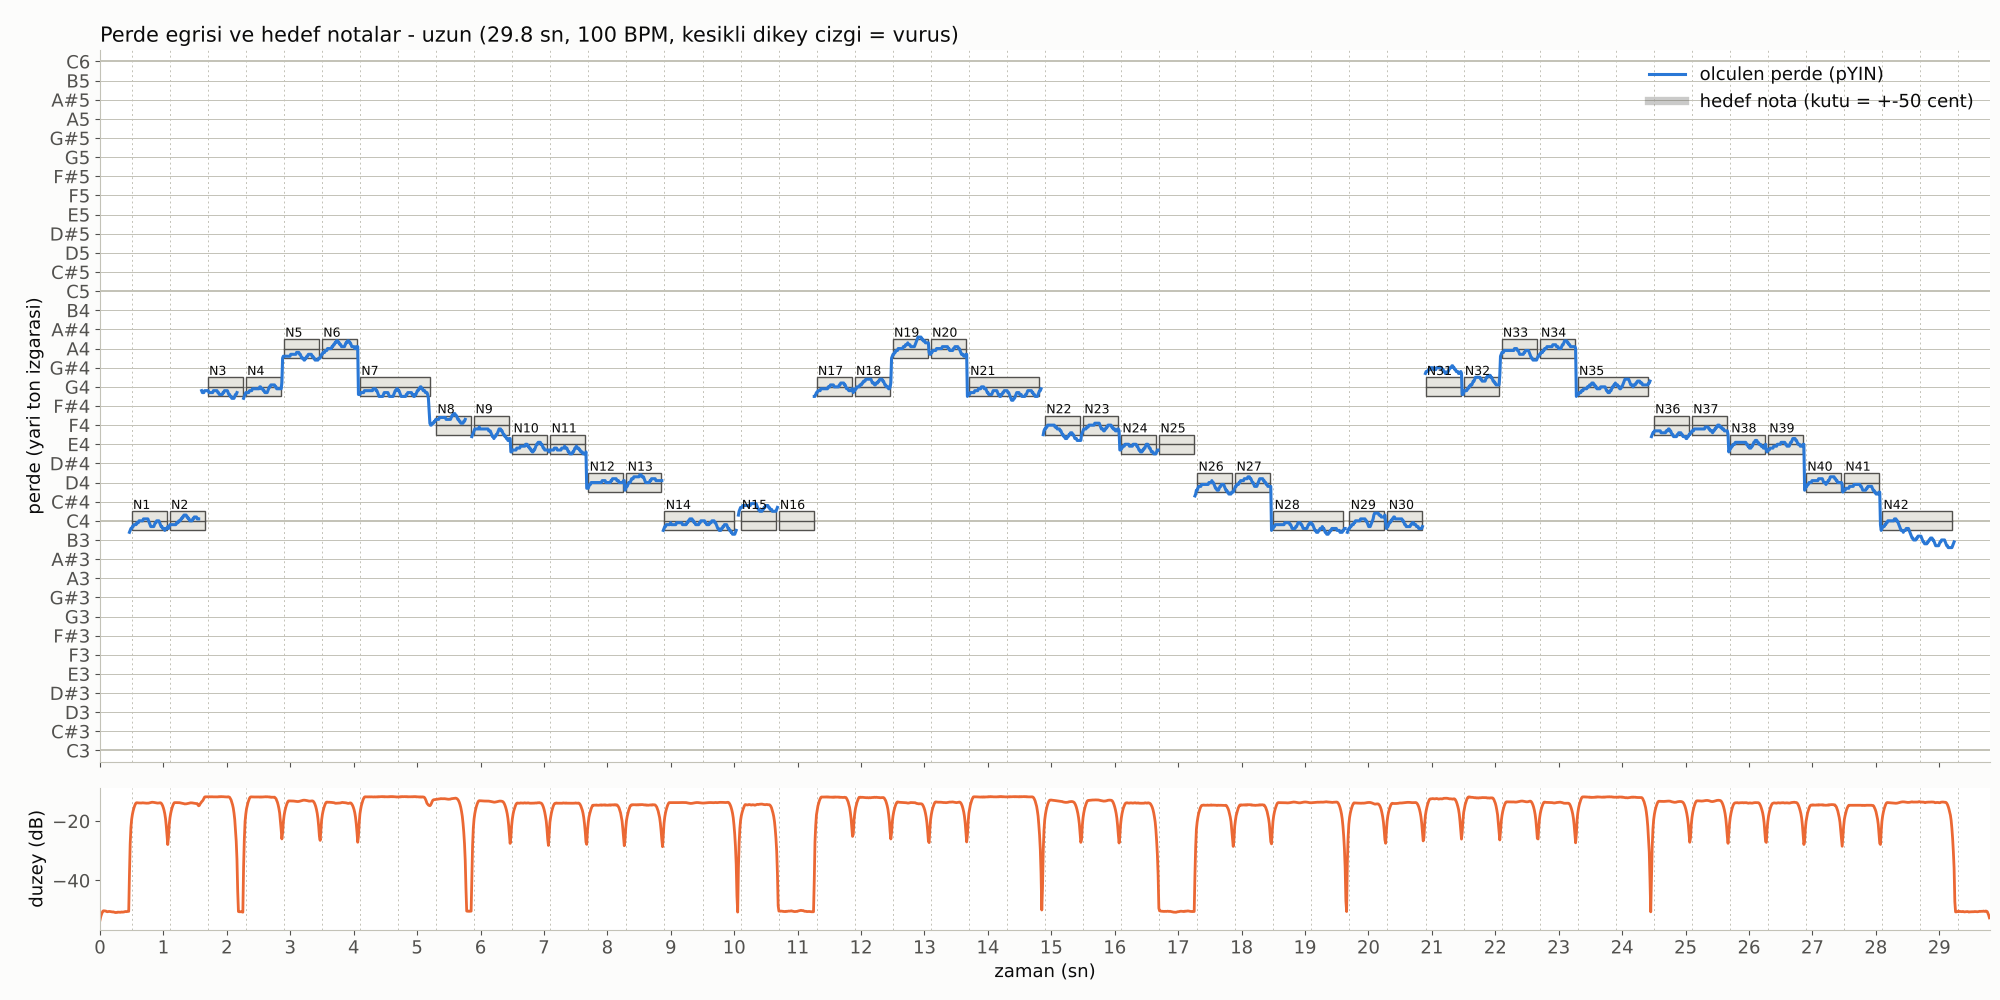 Perde egrisi ve hedef notalar - uzun (29.8 sn, 100 BPM, kesikli dikey cizgi = vurus)
olculen perde (pYIN)
hedef nota (kutu = +-50 cent)
perde (yari ton izgarasi)
C6
B5
A#5
A5
G#5
G5
F#5
F5
E5
D#5
D5
C#5
C5
B4
A#4
A4
G#4
G4
F#4
F4
E4
D#4
D4
C#4
C4
B3
A#3
A3
G#3
G3
F#3
F3
E3
D#3
D3
C#3
C3
N1 N2 N3 N4 N5 N6 N7 N8 N9 N10 N11 N12 N13 N14 N15 N16 N17 N18 N19 N20 N21 N22 N23 N24 N25 N26 N27 N28 N29 N30 N31 N32 N33 N34 N35 N36 N37 N38 N39 N40 N41 N42
duzey (dB)
−20
−40
0 1 2 3 4 5 6 7 8 9 10 11 12 13 14 15 16 17 18 19 20 21 22 23 24 25 26 27 28 29
zaman (sn)